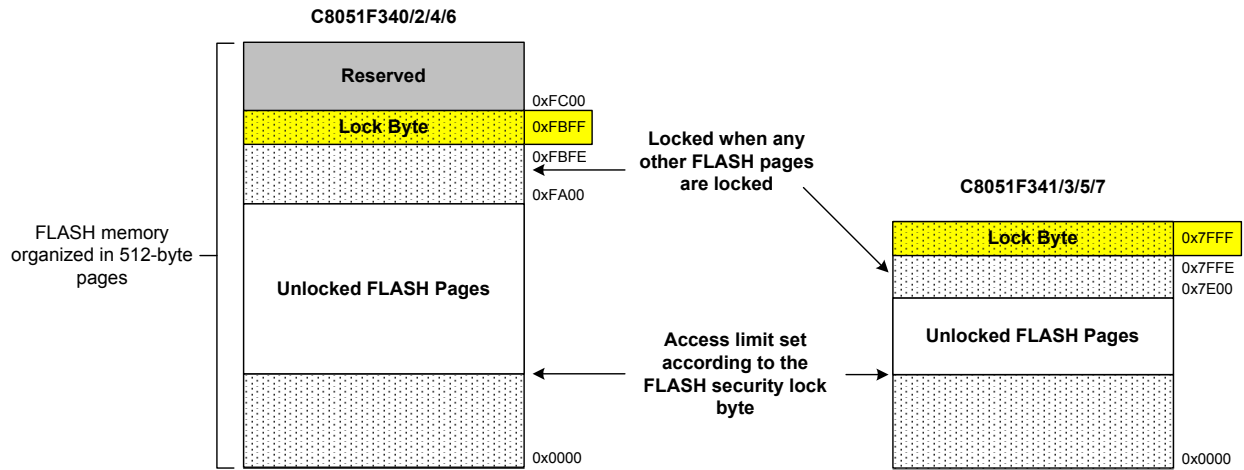 C8051F340/2/4/6
Reserved
0xFC00
Lock Byte
0xFBFF
0xFBFE
0xFA00
Unlocked FLASH Pages
0x0000
FLASH memory
organized in 512-byte
pages
Locked when any
other FLASH pages
are locked
Access limit set
according to the
FLASH security lock
byte
C8051F341/3/5/7
Lock Byte
0x7FFF
0x7FFE
0x7E00
Unlocked FLASH Pages
0x0000